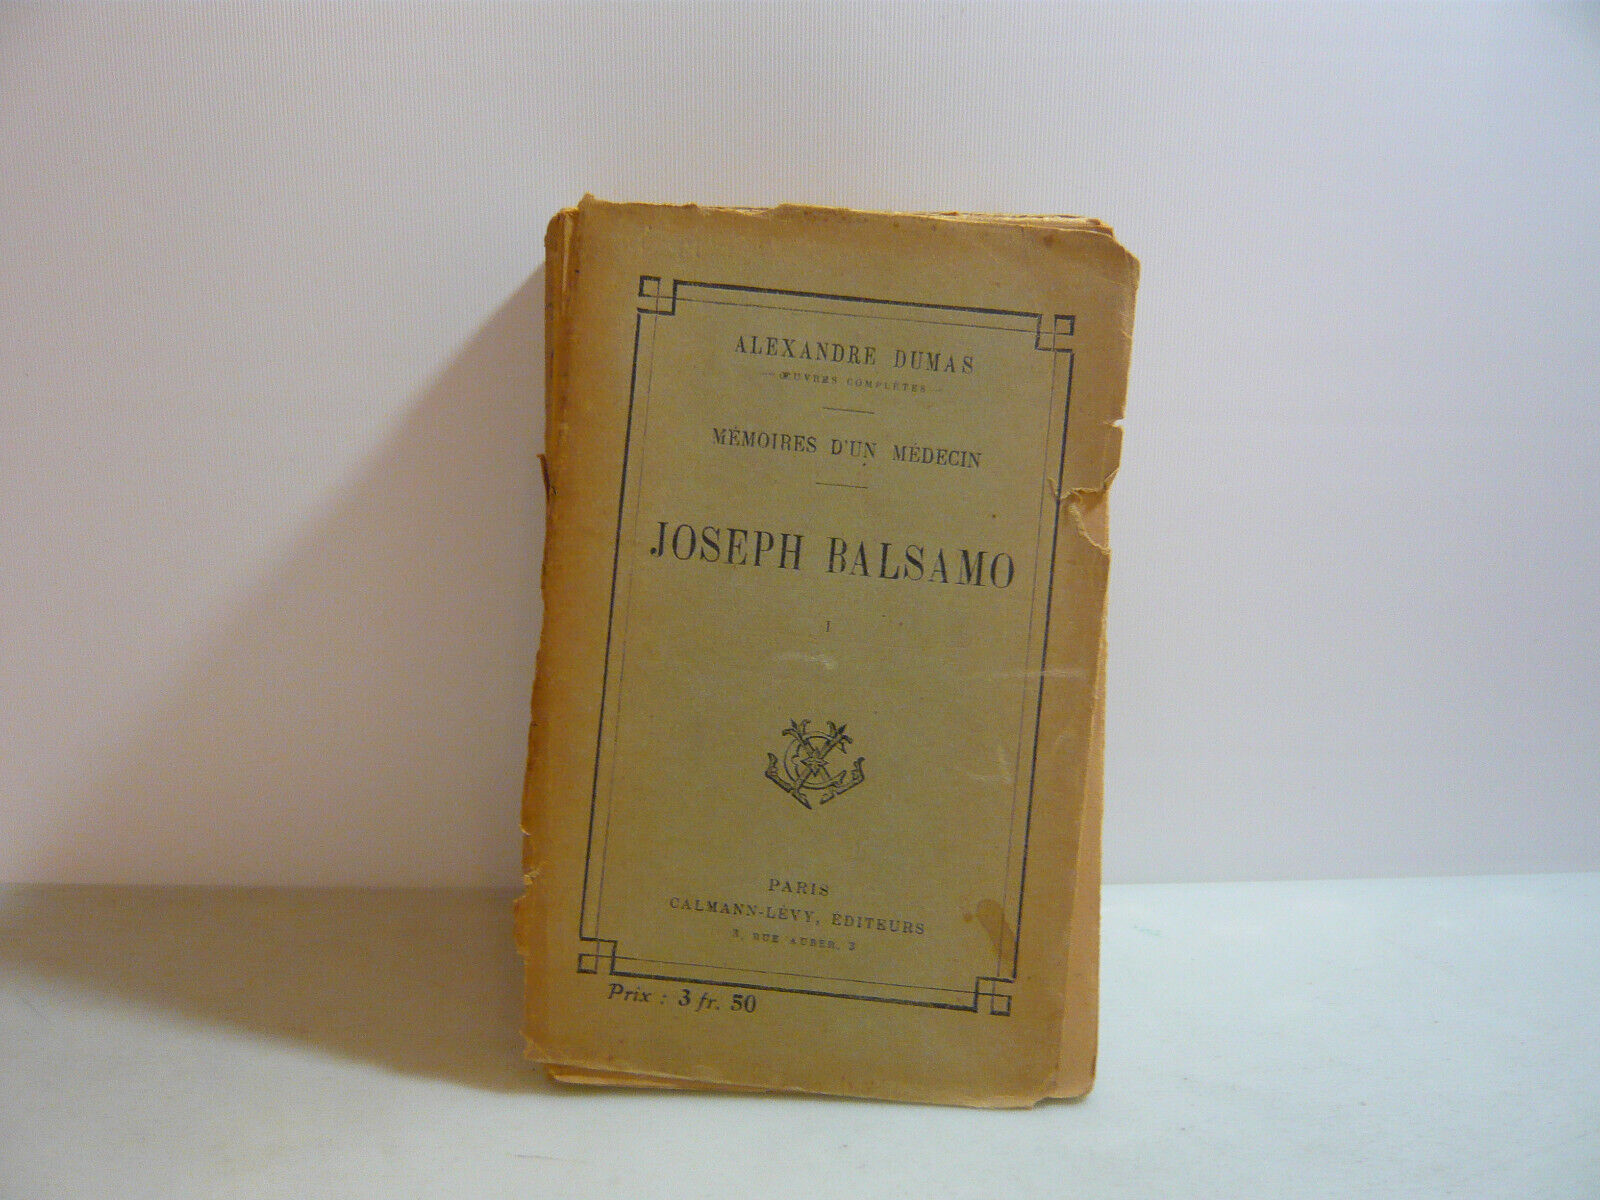 ALEXANDRE DUMAS
— ŒUVRES COMPLÈTES —
MÉMOIRES D'UN MÉDECIN
JOSEPH BALSAMO
I
PARIS
CALMANN-LÉVY, ÉDITEURS
3, RUE AUBER, 3
Prix : 3 fr. 50